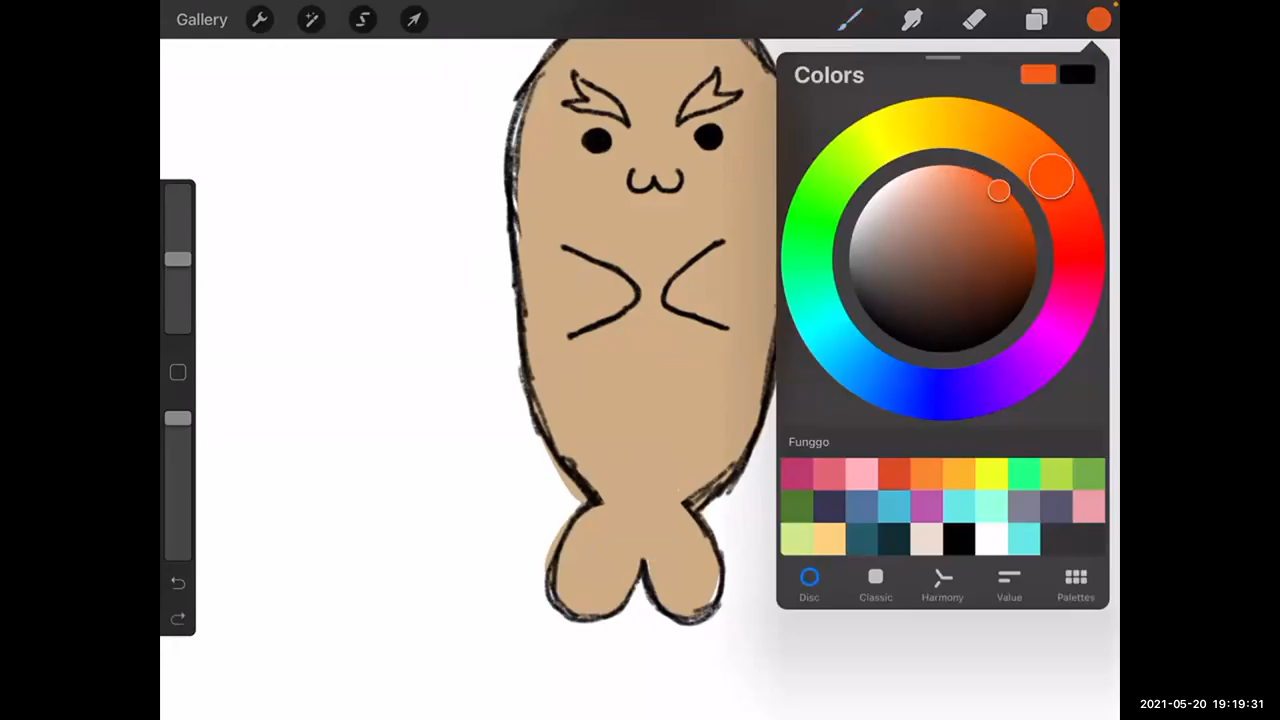 Gallery
Colors
Funggo
Disc
Classic
Harmony
Value
Palettes
2021-05-20 19:19:31